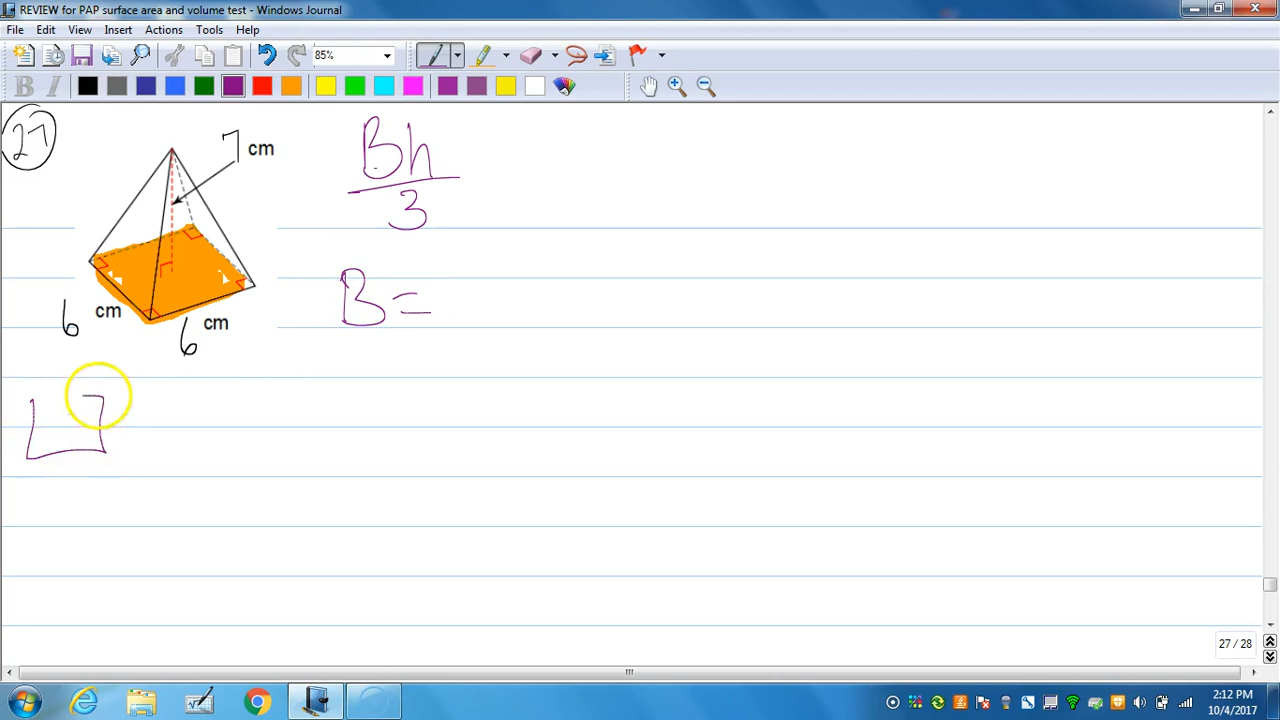 REVIEW for PAP surface area and volume test - Windows Journal
File Edit View Insert Actions Tools Help
85%
B I
27
7 cm
6 cm
6 cm
Bh
3
B =
27 / 28
2:12 PM
10/4/2017